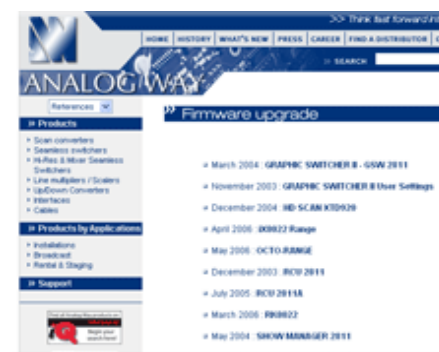 >> Think fast forward in
HOME HISTORY WHAT'S NEW PRESS CAREER FIND A DISTRIBUTOR
>> SEARCH
ANALOG WAY
References
>> Firmware upgrade
>> Products
Scan converters
Seamless switchers
Hi-Res & Mixer Seamless
Switchers
Line multipliers / Scalers
Up/Down Converters
Interfaces
Cables
>> Products by Applications
Installations
Broadcast
Rental & Staging
>> Support
March 2004 : GRAPHIC SWITCHER II - GSW 2011
November 2003 : GRAPHIC SWITCHER II User Settings
December 2004 : HD SCAN XTD920
April 2006 : iX0022 Range
May 2006 : OCTO-RANGE
December 2003 : RCU 2011
July 2005 : RCU 2011A
March 2006 : RK0022
May 2004 : SHOW MANAGER 2011